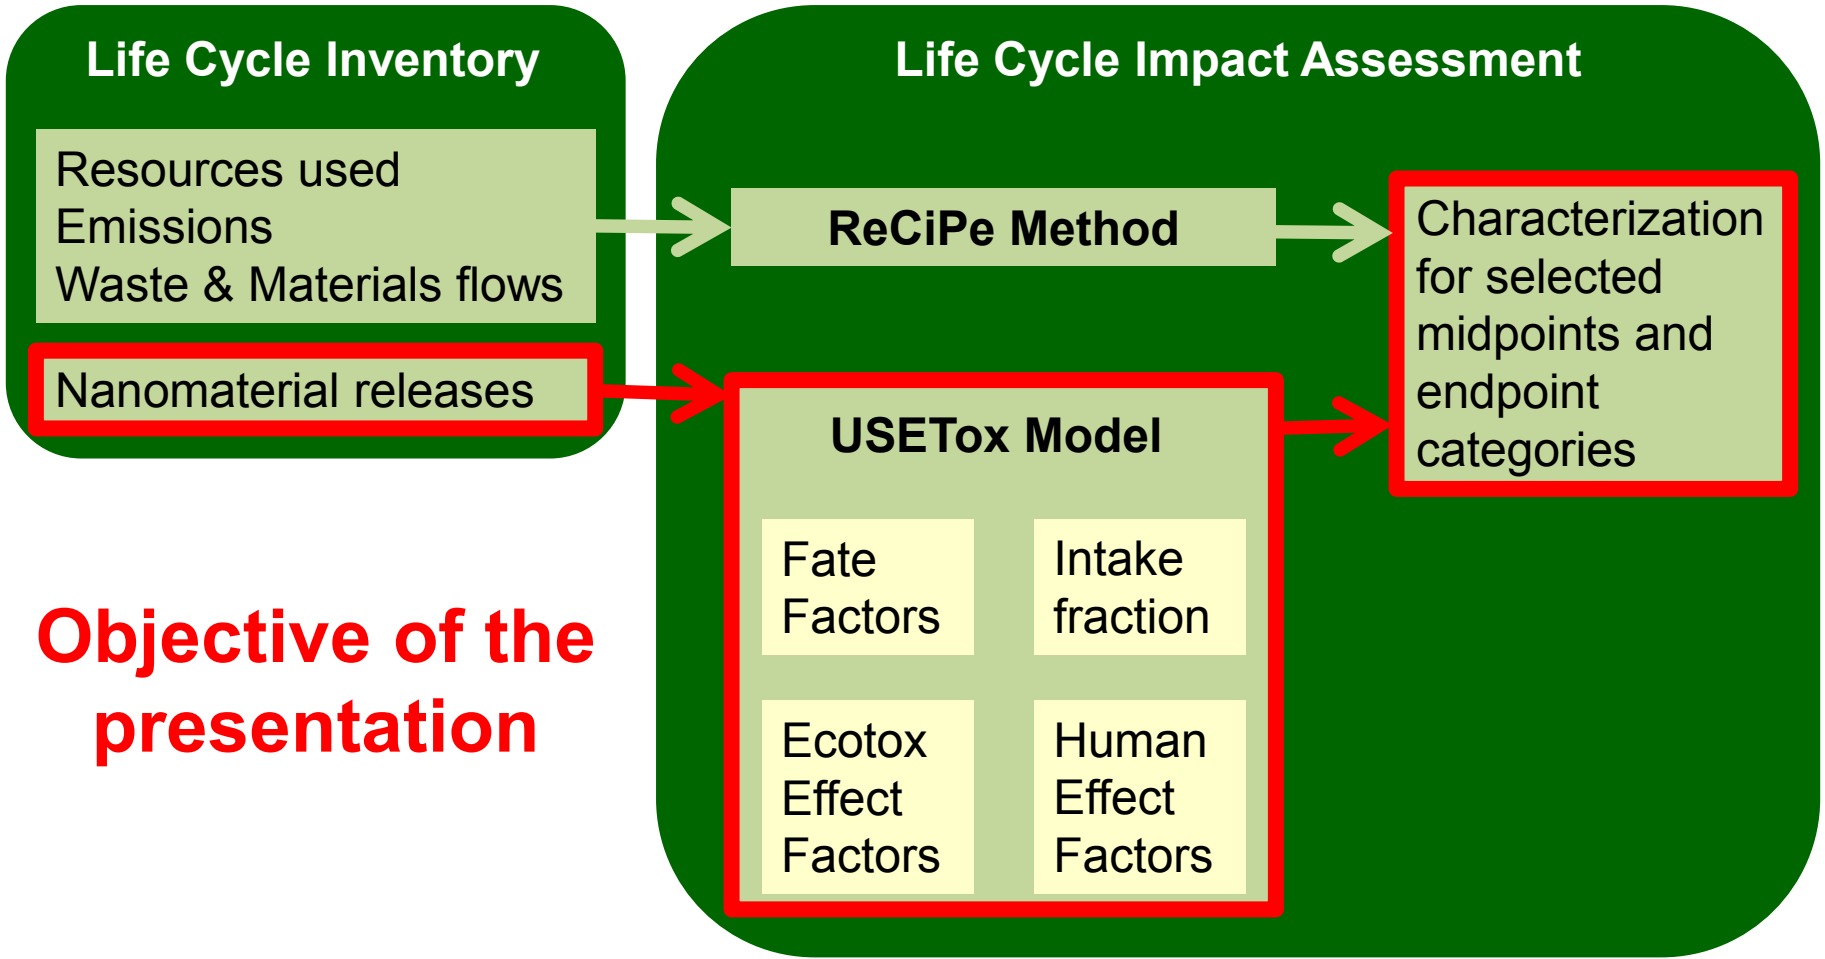 Life Cycle Inventory
Resources used
Emissions
Waste & Materials flows
Nanomaterial releases
Life Cycle Impact Assessment
ReCiPe Method
USETox Model
Fate
Factors
Intake
fraction
Ecotox
Effect
Factors
Human
Effect
Factors
Characterization
for selected
midpoints and
endpoint
categories
Objective of the
presentation